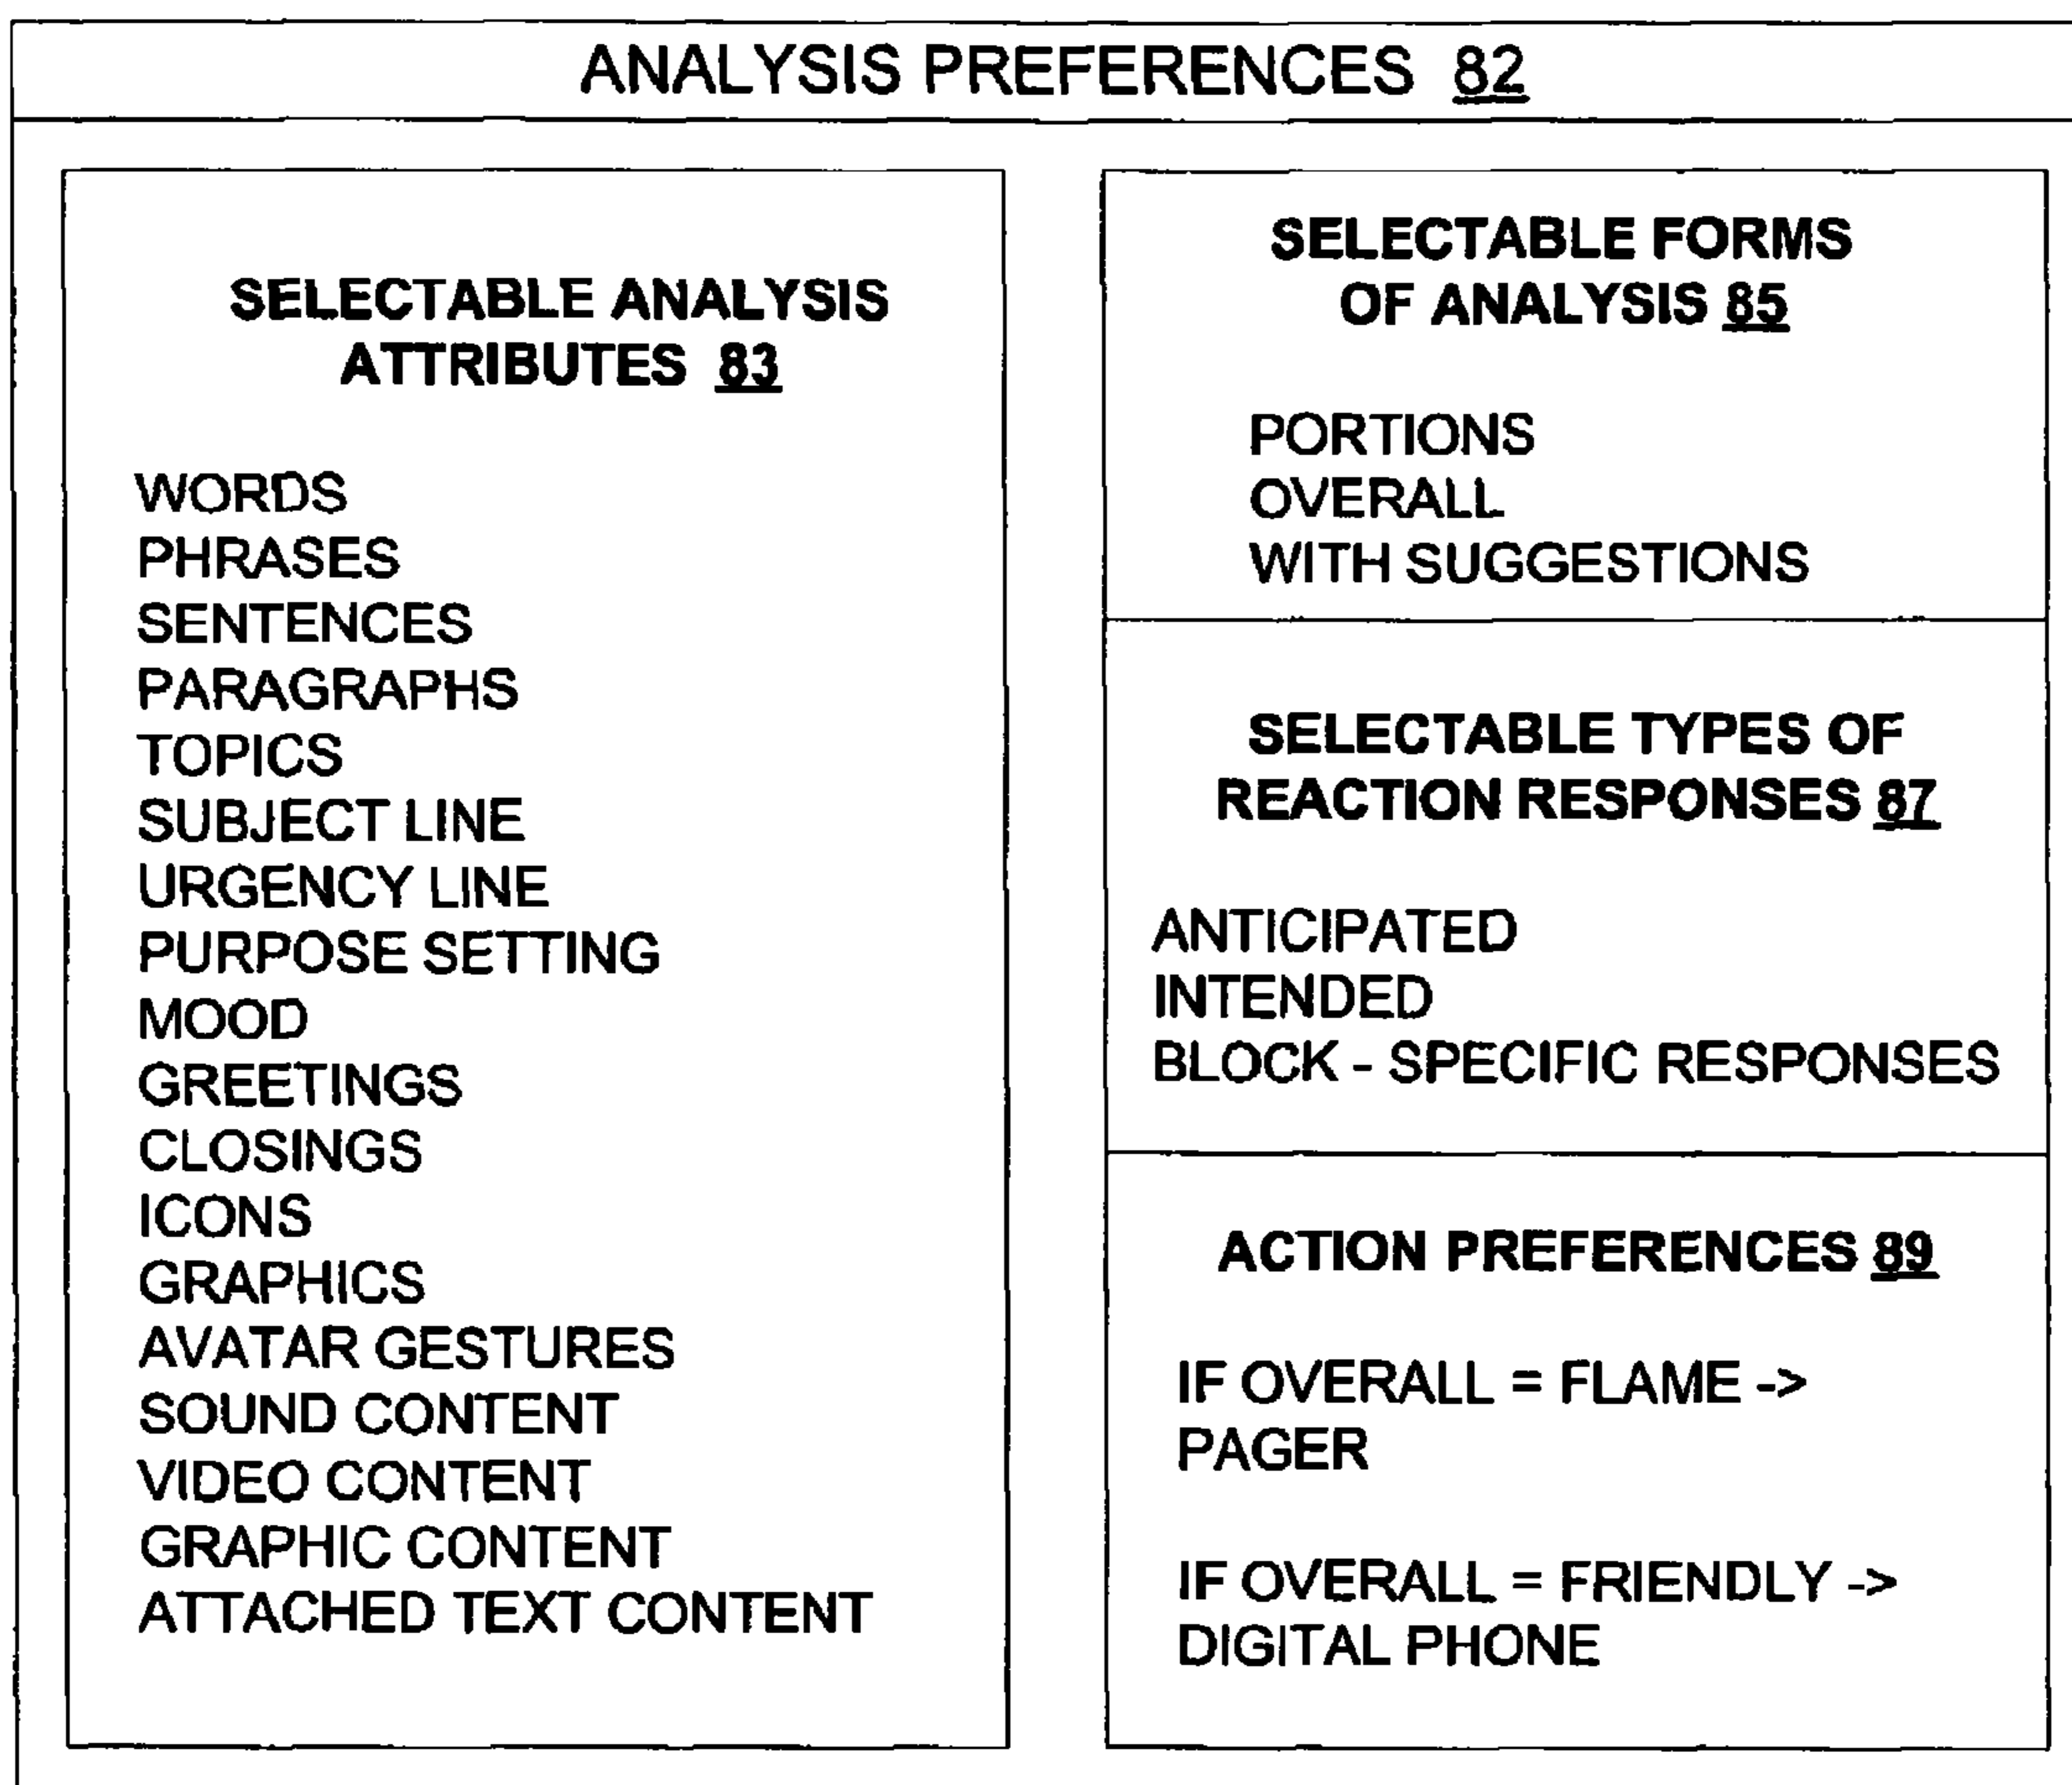 ANALYSIS PREFERENCES 82
SELECTABLE ANALYSIS
ATTRIBUTES 83
WORDS
PHRASES
SENTENCES
PARAGRAPHS
TOPICS
SUBJECT LINE
URGENCY LINE
PURPOSE SETTING
MOOD
GREETINGS
CLOSINGS
ICONS
GRAPHICS
AVATAR GESTURES
SOUND CONTENT
VIDEO CONTENT
GRAPHIC CONTENT
ATTACHED TEXT CONTENT
SELECTABLE FORMS
OF ANALYSIS 85
PORTIONS
OVERALL
WITH SUGGESTIONS
SELECTABLE TYPES OF
REACTION RESPONSES 87
ANTICIPATED
INTENDED
BLOCK - SPECIFIC RESPONSES
ACTION PREFERENCES 89
IF OVERALL = FLAME ->
PAGER
IF OVERALL = FRIENDLY ->
DIGITAL PHONE